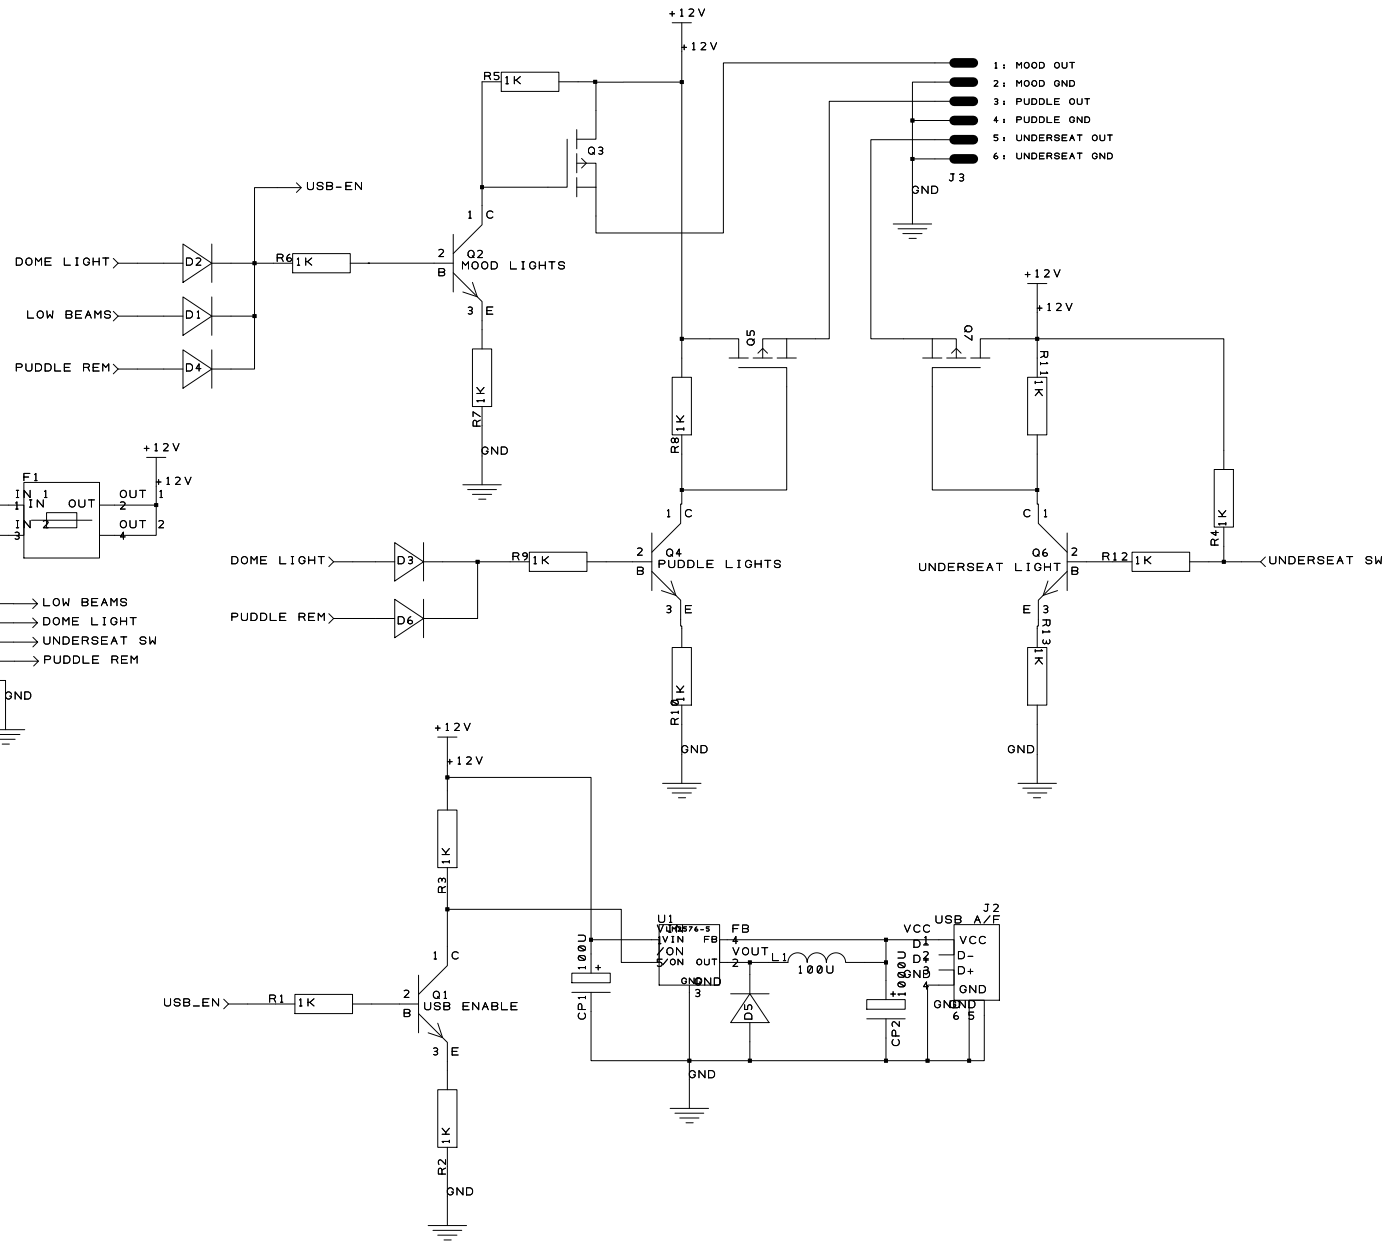 +12V
+12V
R5 1K
1: MOOD OUT
2: MOOD GND
3: PUDDLE OUT
4: PUDDLE GND
5: UNDERSEAT OUT
6: UNDERSEAT GND
J3
GND
Q3
USB-EN
1 C
2
B
Q2
MOOD LIGHTS
3 E
DOME LIGHT
D2
R6 1K
LOW BEAMS
D1
PUDDLE REM
D4
R7 1K
GND
+12V
+12V
Q5
Q7
R8 1K
R11 1K
R4 1K
+12V
+12V
F1
IN 1
1 IN OUT
OUT 1
2
IN 2
3
OUT 2
4
1 C
C 1
DOME LIGHT
D3
R9 1K
2
B
Q4
PUDDLE LIGHTS
3 E
Q6
UNDERSEAT LIGHT
2
B
R12 1K
UNDERSEAT SW
E 3
PUDDLE REM
D6
LOW BEAMS
DOME LIGHT
UNDERSEAT SW
PUDDLE REM
GND
R10 1K
R13 1K
GND
GND
+12V
+12V
R3 1K
1 C
USB_EN
R1 1K
2
B
Q1
USB ENABLE
3 E
R2 1K
GND
CP1 100U
+
U1
VIN
/ON
5 /ON
FB
FB
4
VOUT
OUT
2
GND
GND
3
L1
100U
D5
GND
CP2 1000U
+
J2
USB A/F
VCC
1 VCC
D-
2 D-
D+
3 D+
GND
4 GND
GND
6
GND
5